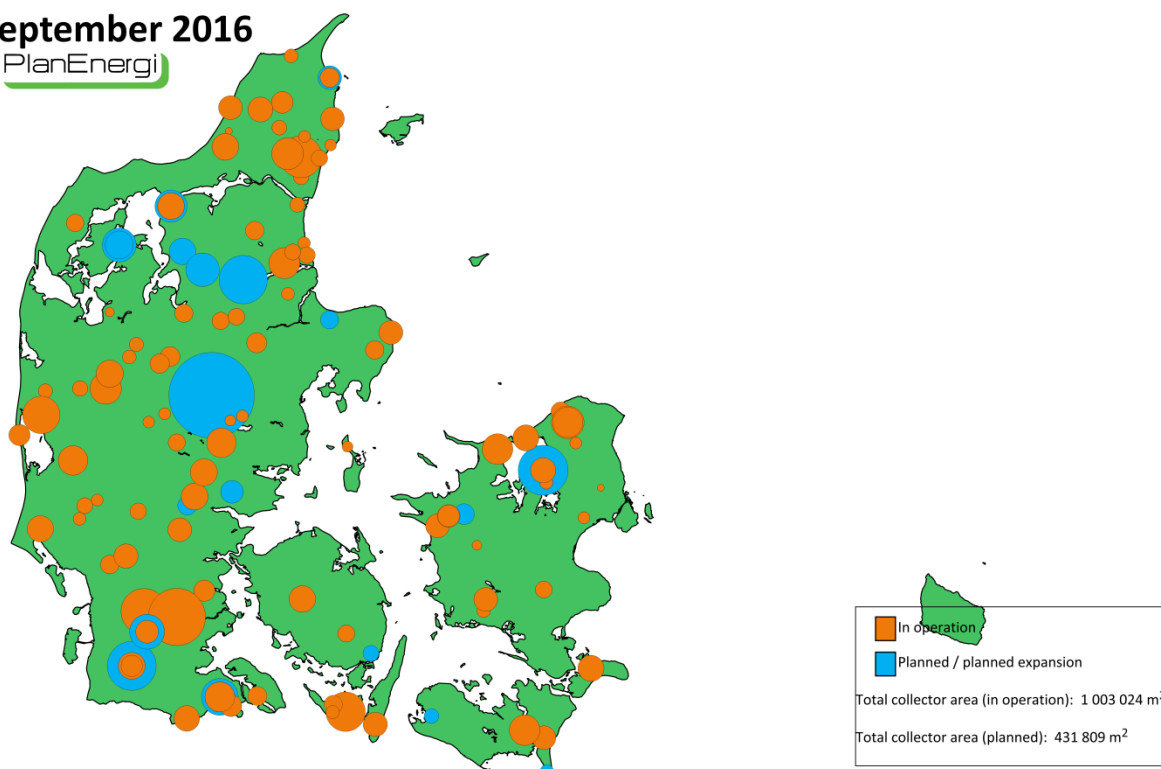 eptember 2016
PlanEnergi
In operation
Planned / planned expansion
Total collector area (in operation): 1 003 024 m²
Total collector area (planned): 431 809 m²